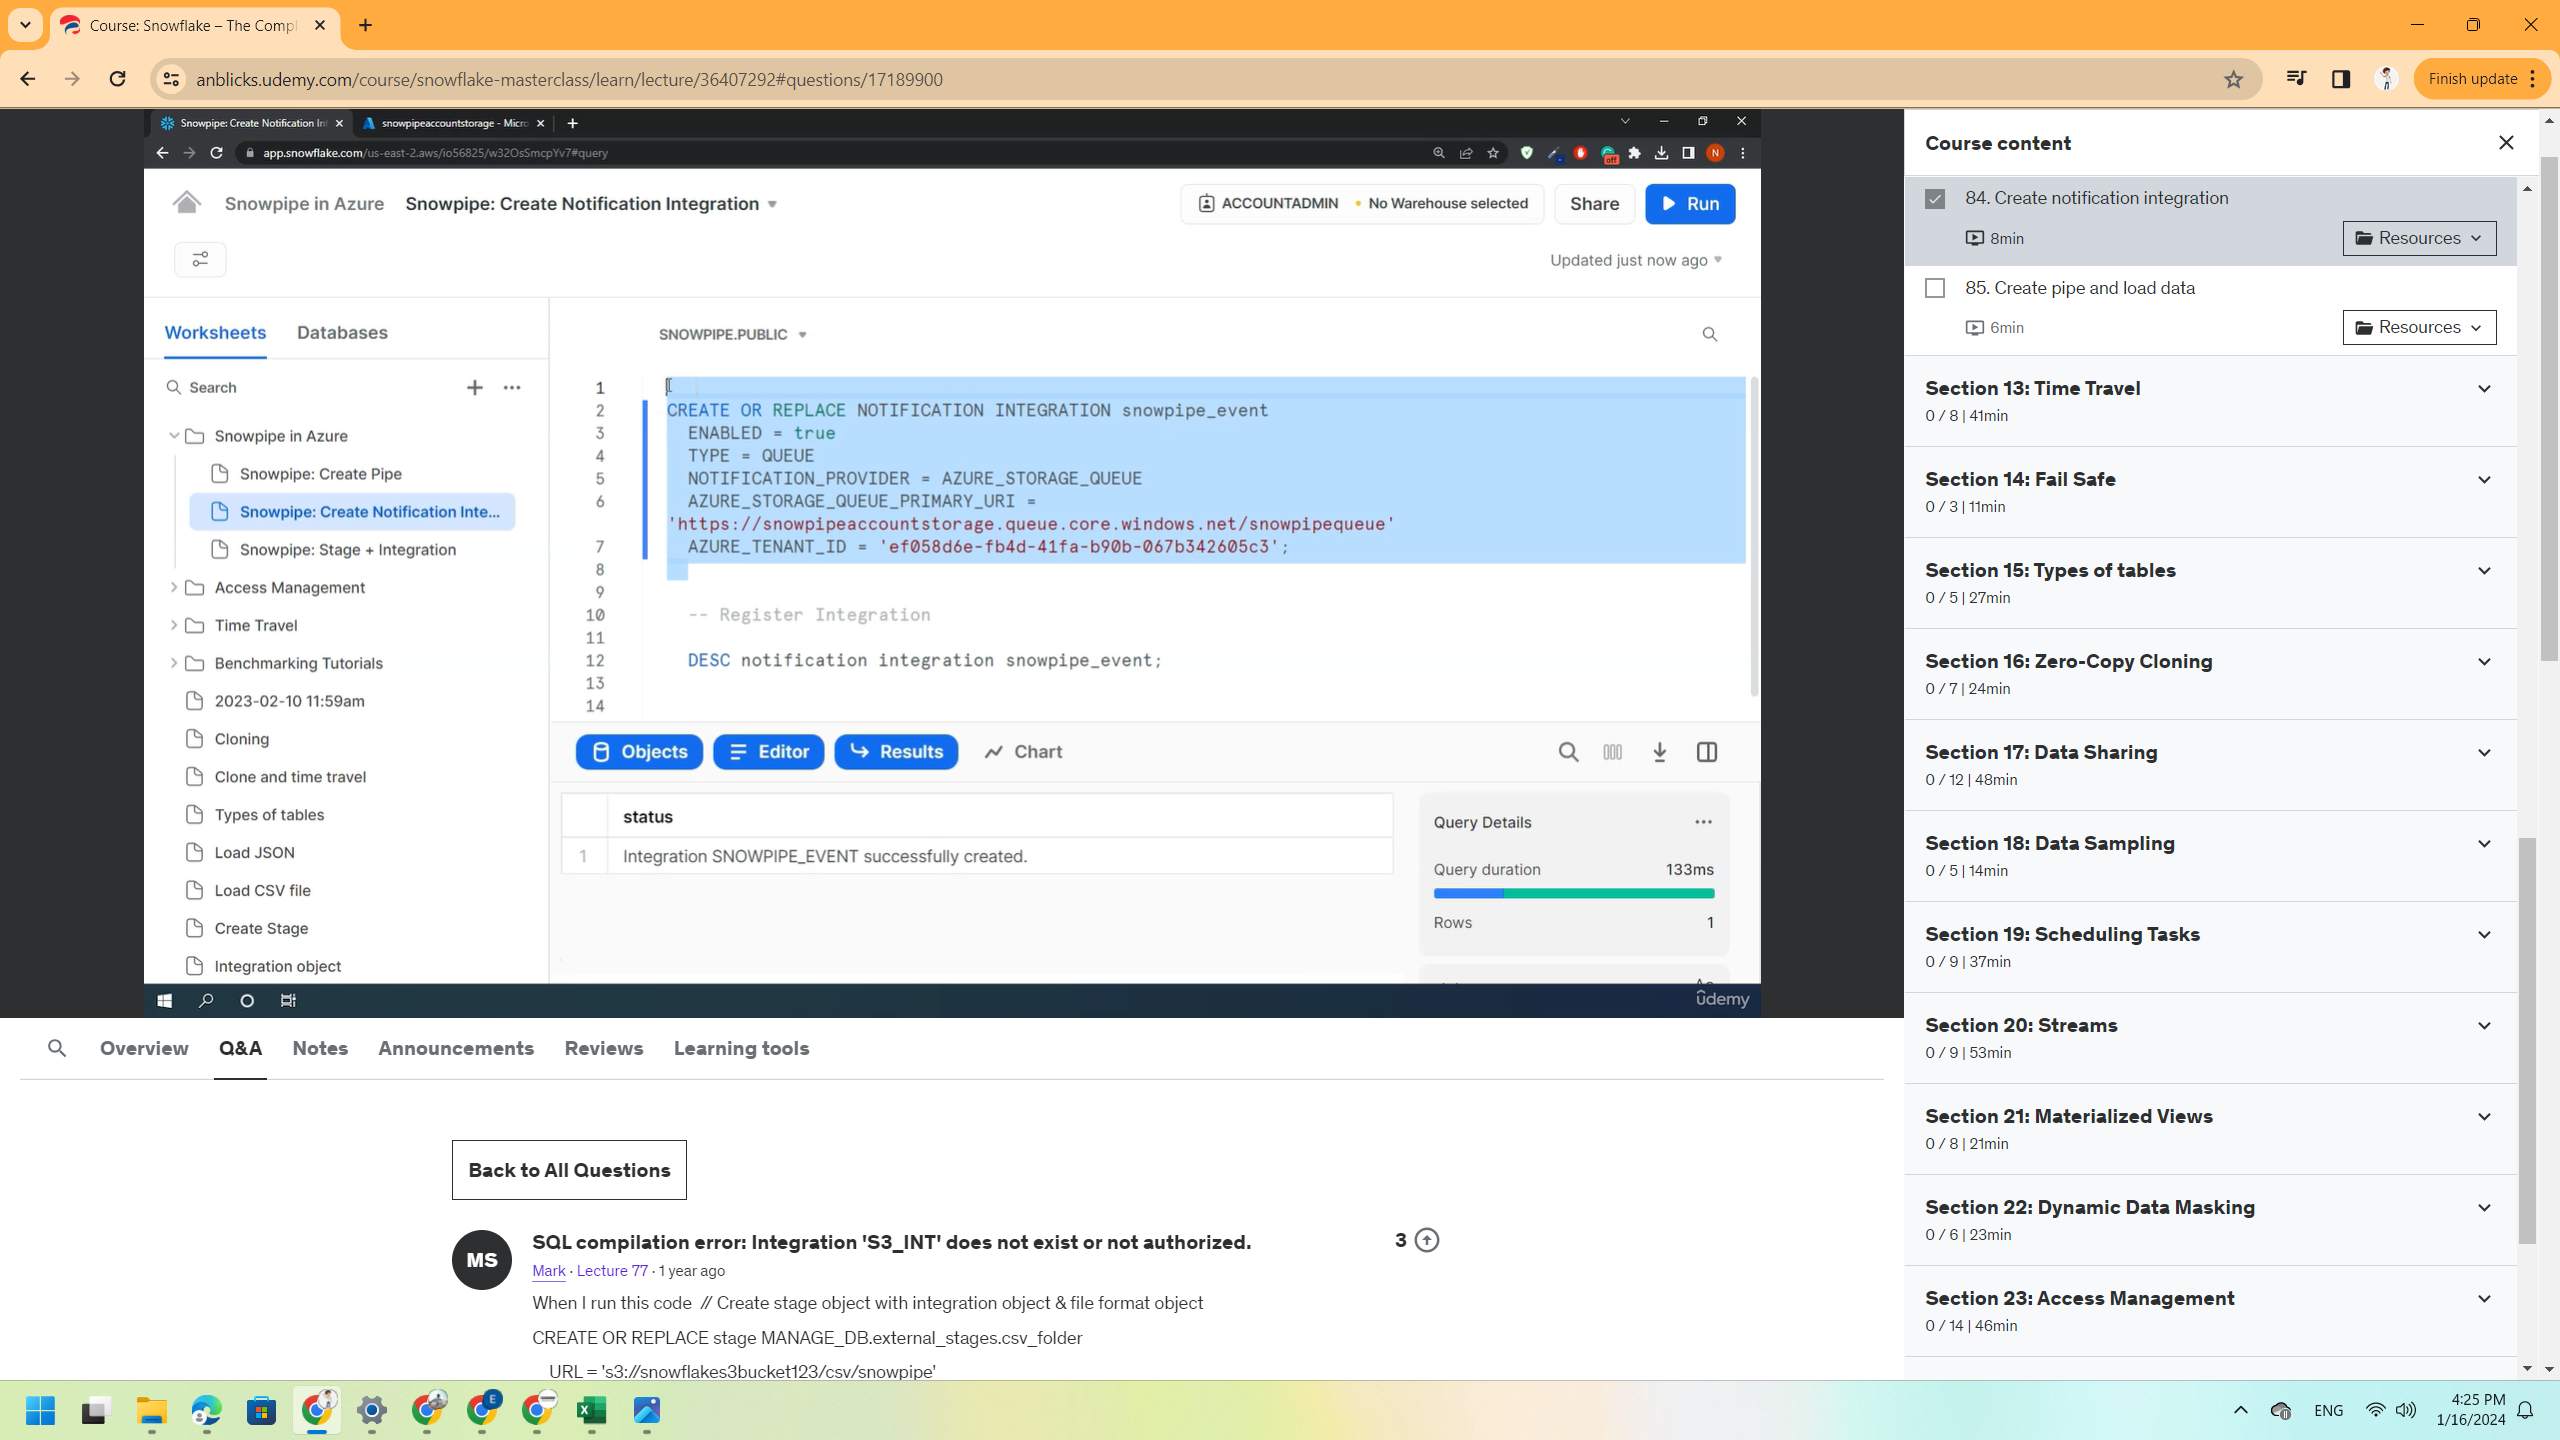 Course: Snowflake – The Compl
anblicks.udemy.com/course/snowflake-masterclass/learn/lecture/36407292#questions/17189900
Finish update
Snowpipe: Create Notification Int
snowpipeaccountstorage - Micro
app.snowflake.com/us-east-2.aws/io56825/w32OsSmcpYv7#query
off
N
Snowpipe in Azure
Snowpipe: Create Notification Integration
ACCOUNTADMIN
No Warehouse selected
Share
Run
Updated just now ago
Worksheets
Databases
Search
Snowpipe in Azure
Snowpipe: Create Pipe
Snowpipe: Create Notification Inte...
Snowpipe: Stage + Integration
Access Management
Time Travel
Benchmarking Tutorials
2023-02-10 11:59am
Cloning
Clone and time travel
Types of tables
Load JSON
Load CSV file
Create Stage
Integration object
SNOWPIPE.PUBLIC
1
2 CREATE OR REPLACE NOTIFICATION INTEGRATION snowpipe_event
3 ENABLED = true
4 TYPE = QUEUE
5 NOTIFICATION_PROVIDER = AZURE_STORAGE_QUEUE
6 AZURE_STORAGE_QUEUE_PRIMARY_URI =
'https://snowpipeaccountstorage.queue.core.windows.net/snowpipequeue'
7 AZURE_TENANT_ID = 'ef058d6e-fb4d-41fa-b90b-067b342605c3';
8
9
10 -- Register Integration
11
12 DESC notification integration snowpipe_event;
13
14
Objects
Editor
Results
Chart
status
1 Integration SNOWPIPE_EVENT successfully created.
Query Details
Query duration 133ms
Rows 1
udemy
Course content
84. Create notification integration
8min
Resources
85. Create pipe and load data
6min
Resources
Section 13: Time Travel
0 / 8 | 41min
Section 14: Fail Safe
0 / 3 | 11min
Section 15: Types of tables
0 / 5 | 27min
Section 16: Zero-Copy Cloning
0 / 7 | 24min
Section 17: Data Sharing
0 / 12 | 48min
Section 18: Data Sampling
0 / 5 | 14min
Section 19: Scheduling Tasks
0 / 9 | 37min
Section 20: Streams
0 / 9 | 53min
Section 21: Materialized Views
0 / 8 | 21min
Section 22: Dynamic Data Masking
0 / 6 | 23min
Section 23: Access Management
0 / 14 | 46min
Overview
Q&A
Notes
Announcements
Reviews
Learning tools
Back to All Questions
MS
SQL compilation error: Integration 'S3_INT' does not exist or not authorized.
3
Mark · Lecture 77 · 1 year ago
When I run this code // Create stage object with integration object & file format object
CREATE OR REPLACE stage MANAGE_DB.external_stages.csv_folder
URL = 's3://snowflakes3bucket123/csv/snowpipe'
E
ENG
4:25 PM
1/16/2024